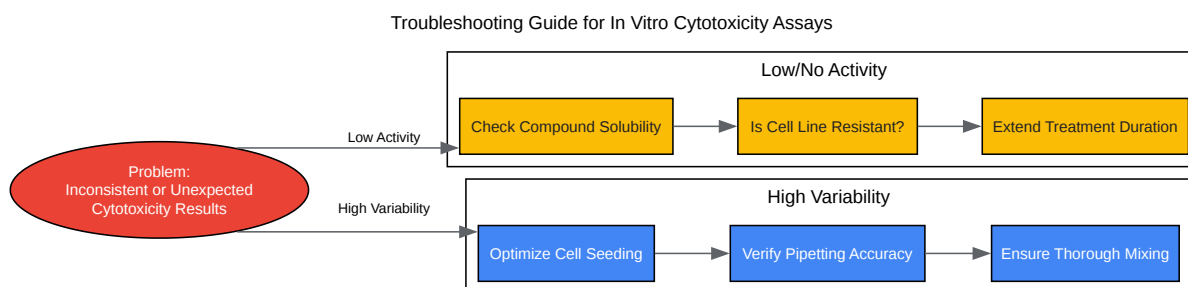 Troubleshooting Guide for In Vitro Cytotoxicity Assays
Low/No Activity
Check Compound Solubility
Is Cell Line Resistant?
Extend Treatment Duration
Low Activity
Problem:
Inconsistent or Unexpected
Cytotoxicity Results
High Variability
High Variability
Optimize Cell Seeding
Verify Pipetting Accuracy
Ensure Thorough Mixing